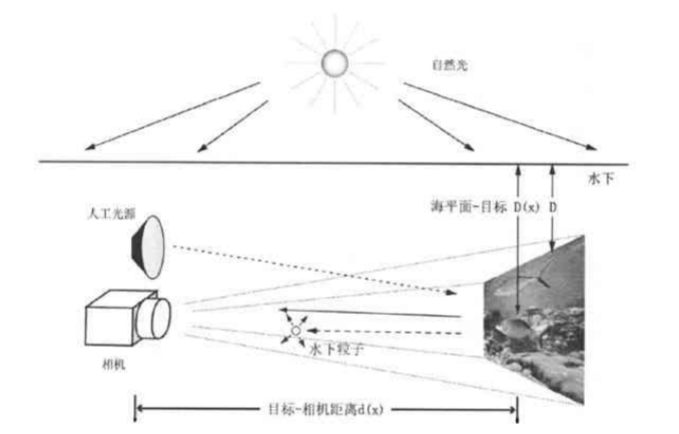 自然光
水下
海平面-目标 D(x) D
人工光源
水下粒子
相机
目标-相机距离d(x)